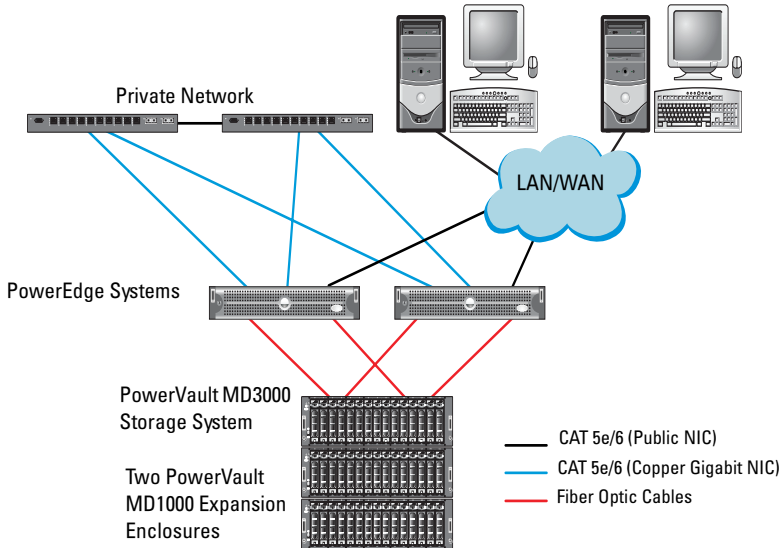 Private Network
LAN/WAN
PowerEdge Systems
PowerVault MD3000
Storage System
Two PowerVault
MD1000 Expansion
Enclosures
CAT 5e/6 (Public NIC)
CAT 5e/6 (Copper Gigabit NIC)
Fiber Optic Cables